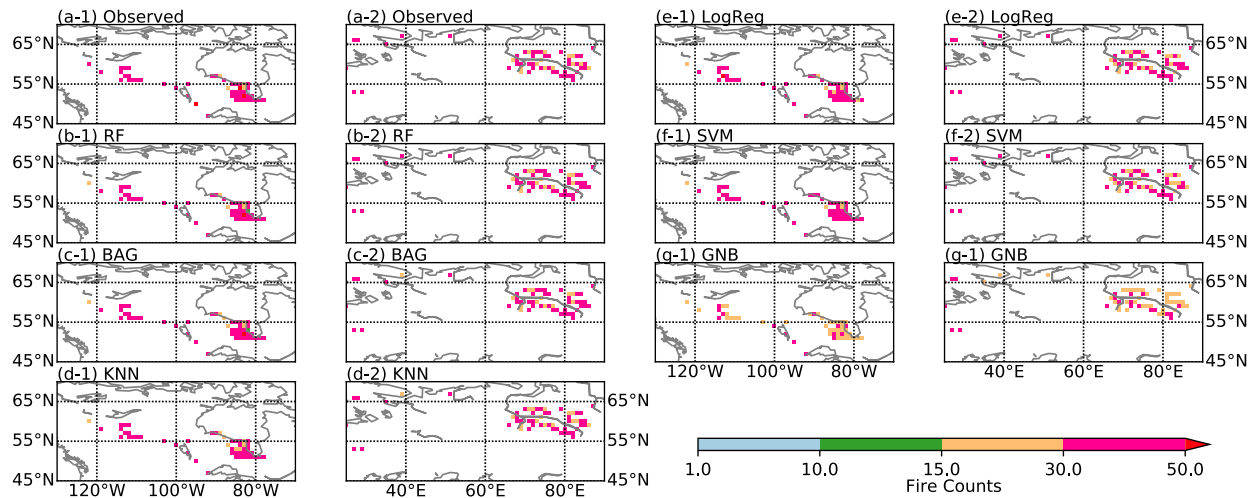 (a-1) Observed (a-2) Observed (e-1) LogReg (e-2) LogReg
65°N 65°N
55°N 55°N
45°N 45°N
(b-1) RF (b-2) RF (f-1) SVM (f-2) SVM
65°N 65°N
55°N 55°N
45°N 45°N
(c-1) BAG (c-2) BAG (g-1) GNB (g-1) GNB
65°N 65°N
55°N 55°N
45°N 45°N
120°W 100°W 80°W 40°E 60°E 80°E
(d-1) KNN (d-2) KNN
65°N 65°N
55°N 55°N
45°N 45°N
120°W 100°W 80°W 40°E 60°E 80°E
1.0 10.0 15.0 30.0 50.0
Fire Counts